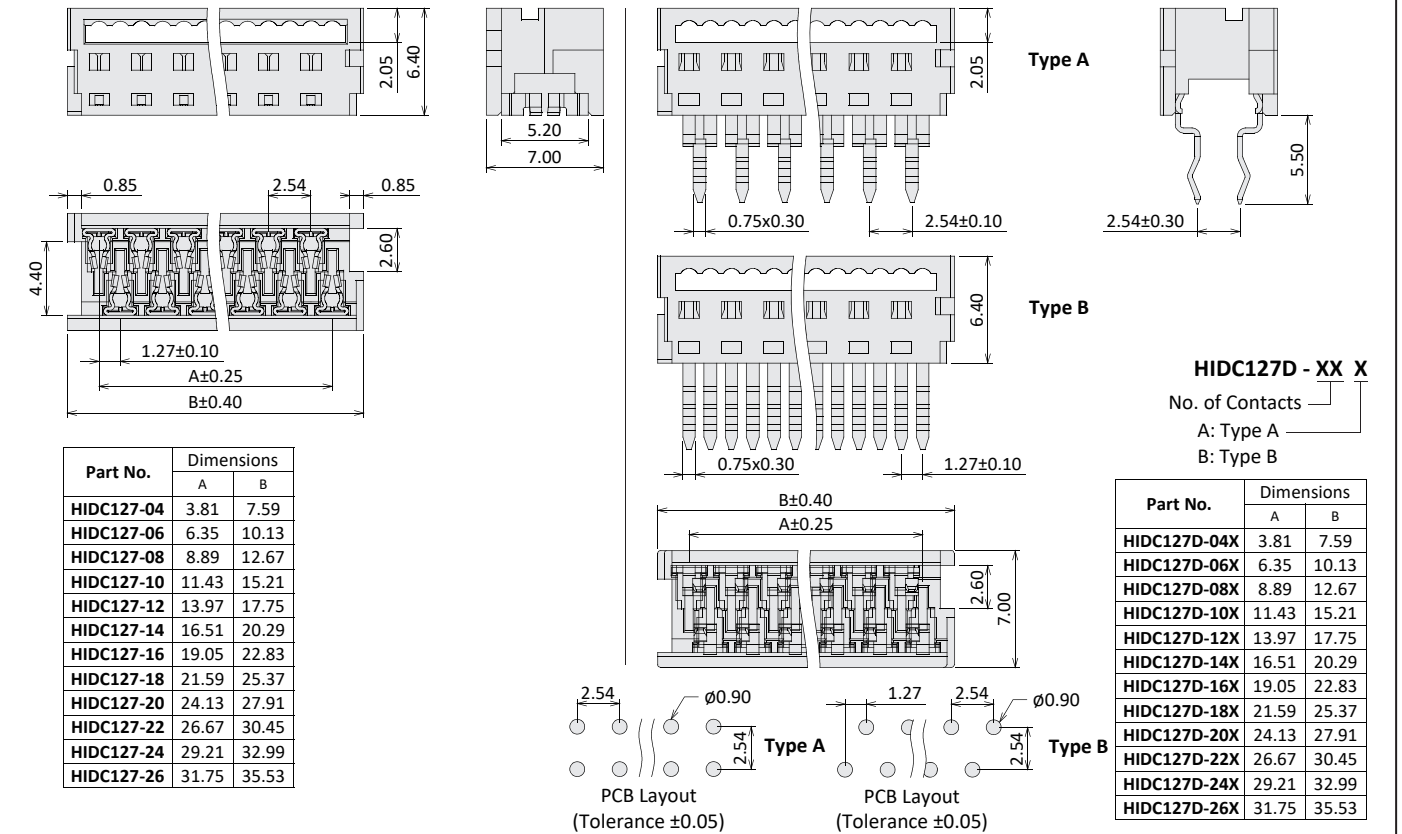 2.05
6.40
5.20
7.00
2.05
Type A
5.50
0.85
2.54
0.85
0.75x0.30
2.54±0.10
2.54±0.30
4.40
2.60
1.27±0.10
A±0.25
B±0.40
6.40
Type B
HIDC127D - XX X
No. of Contacts
A: Type A
B: Type B
0.75x0.30
1.27±0.10
Part No. Dimensions
A B
HIDC127-04 3.81 7.59
HIDC127-06 6.35 10.13
HIDC127-08 8.89 12.67
HIDC127-10 11.43 15.21
HIDC127-12 13.97 17.75
HIDC127-14 16.51 20.29
HIDC127-16 19.05 22.83
HIDC127-18 21.59 25.37
HIDC127-20 24.13 27.91
HIDC127-22 26.67 30.45
HIDC127-24 29.21 32.99
HIDC127-26 31.75 35.53
B±0.40
A±0.25
2.60
7.00
2.54
ø0.90
2.54
Type A
PCB Layout
(Tolerance ±0.05)
1.27
2.54
ø0.90
2.54
Type B
PCB Layout
(Tolerance ±0.05)
Part No. Dimensions
A B
HIDC127D-04X 3.81 7.59
HIDC127D-06X 6.35 10.13
HIDC127D-08X 8.89 12.67
HIDC127D-10X 11.43 15.21
HIDC127D-12X 13.97 17.75
HIDC127D-14X 16.51 20.29
HIDC127D-16X 19.05 22.83
HIDC127D-18X 21.59 25.37
HIDC127D-20X 24.13 27.91
HIDC127D-22X 26.67 30.45
HIDC127D-24X 29.21 32.99
HIDC127D-26X 31.75 35.53